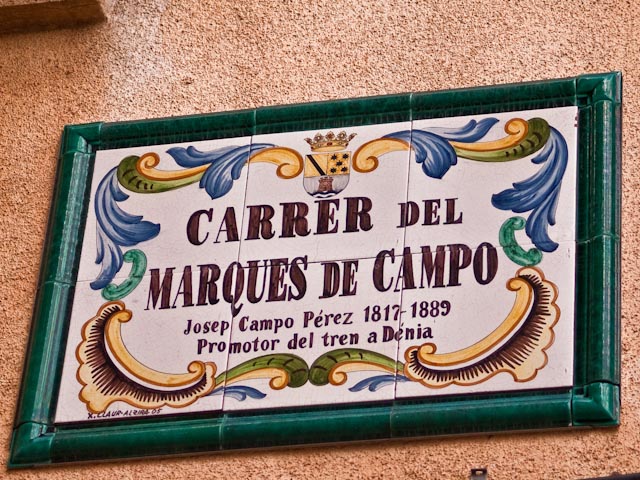 CARRER DEL
MARQUES DE CAMPO
Josep Campo Pérez 1817-1889
Promotor del tren a Dénia